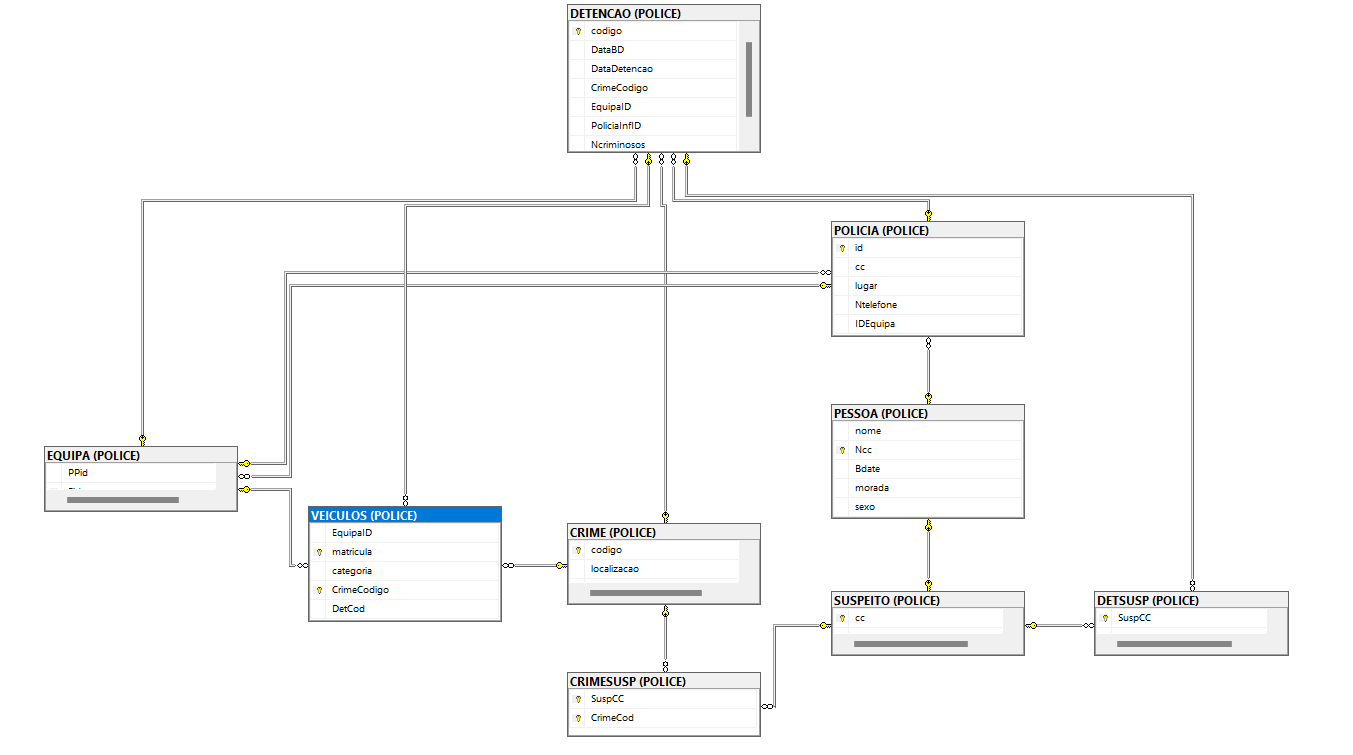 DETENCAO (POLICE)
codigo
DataBD
DataDetencao
CrimeCodigo
EquipaID
PoliciaInfID
Ncriminosos
POLICIA (POLICE)
id
cc
lugar
Ntelefone
IDEquipa
PESSOA (POLICE)
nome
Ncc
Bdate
morada
sexo
EQUIPA (POLICE)
PPid
VEICULOS (POLICE)
EquipaID
matricula
categoria
CrimeCodigo
DetCod
CRIME (POLICE)
codigo
localizacao
SUSPEITO (POLICE)
cc
DETSUSP (POLICE)
SuspCC
CRIMESUSP (POLICE)
SuspCC
CrimeCod